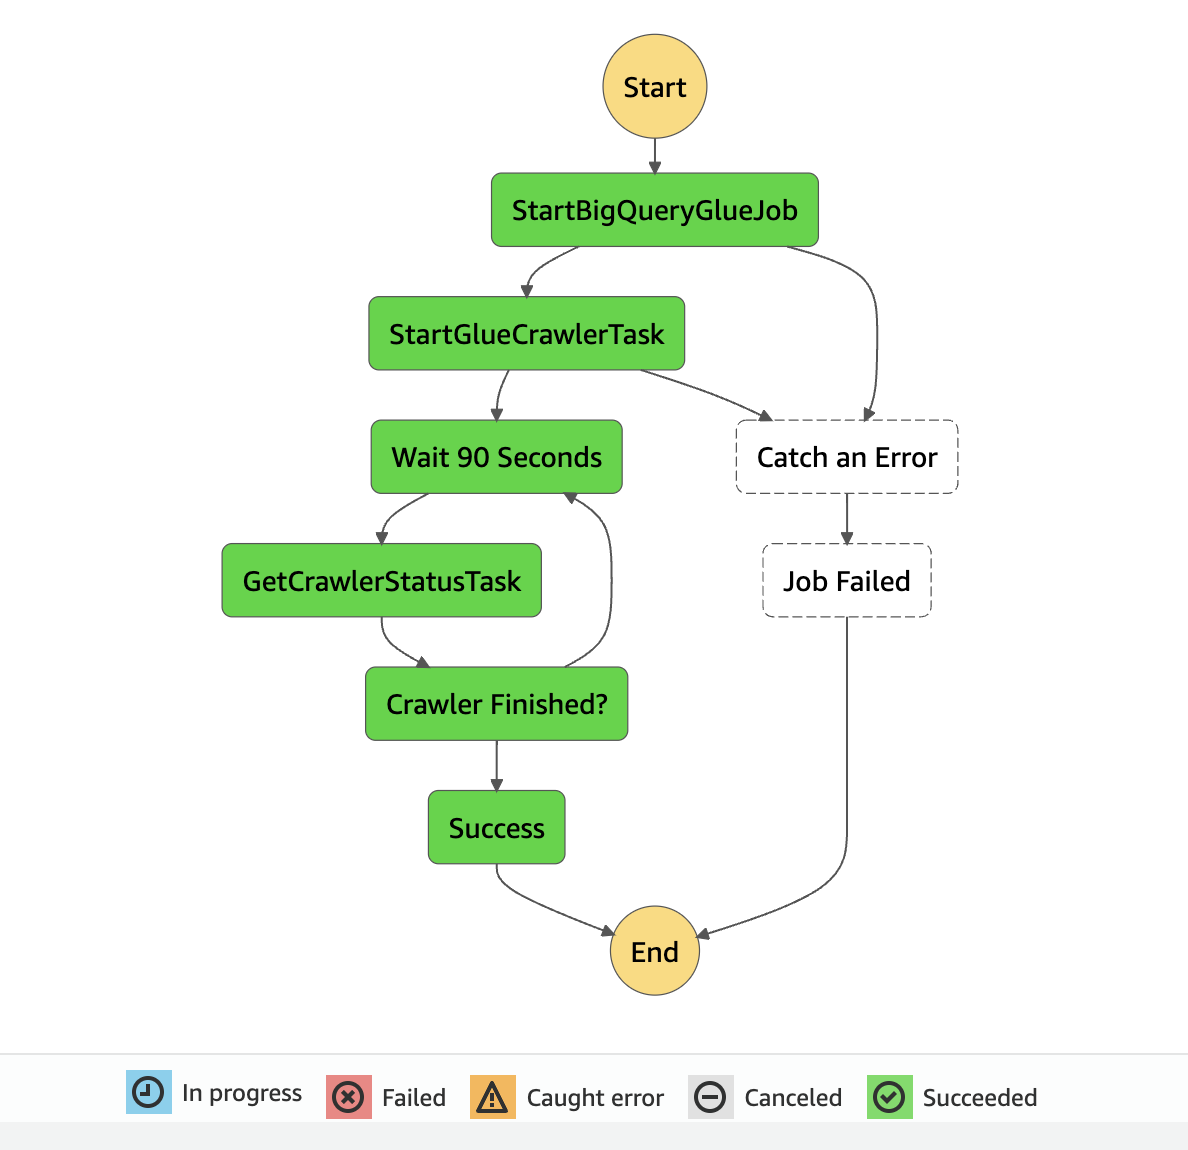 Start
StartBigQueryGlueJob
StartGlueCrawlerTask
Wait 90 Seconds
Catch an Error
GetCrawlerStatusTask
Job Failed
Crawler Finished?
Success
End
In progress
Failed
Caught error
Canceled
Succeeded